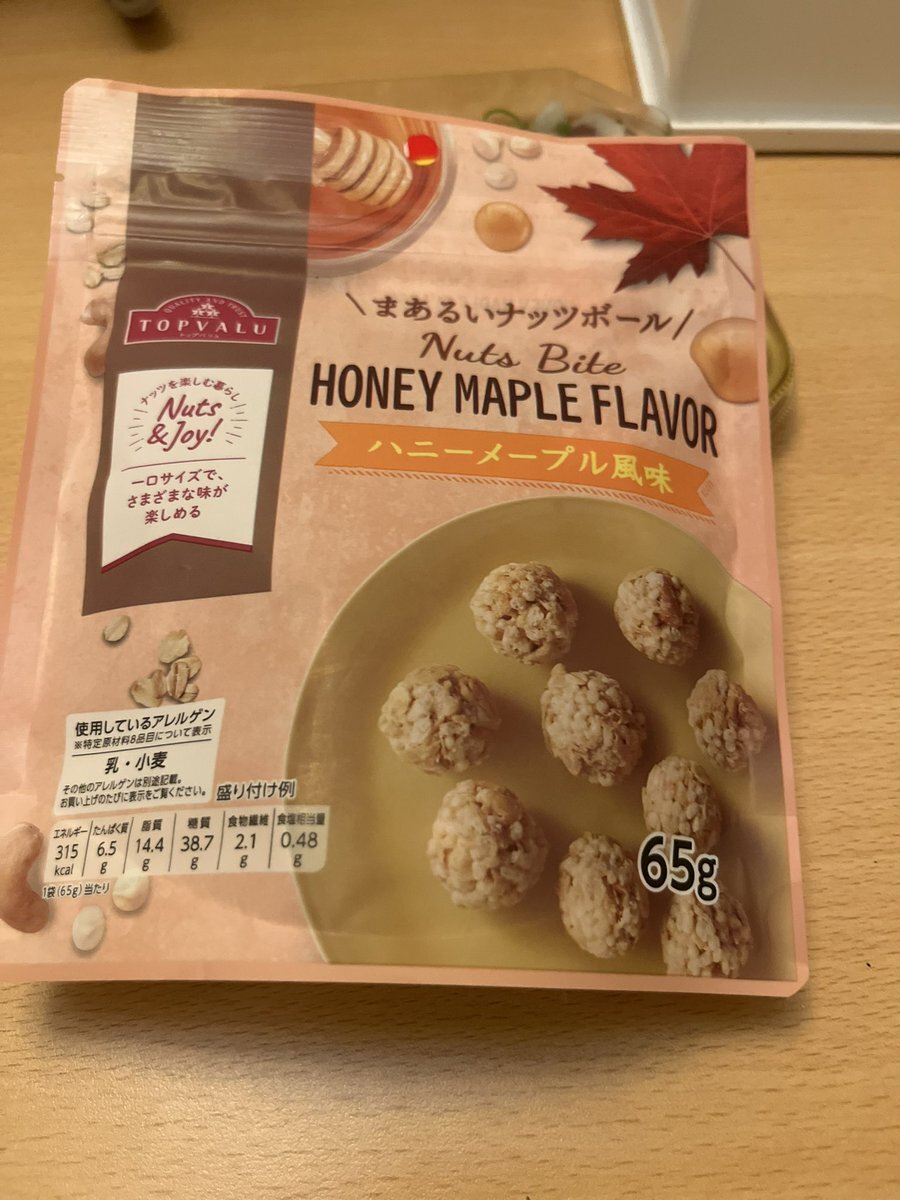 QUALITY AND TRUST
TOPVALU
トップバリュ
ナッツを楽しむ暮らし
Nuts
&Joy!
一口サイズで、
さまざまな味が
楽しめる
\まあるいナッツボール/
Nuts Bite
HONEY MAPLE FLAVOR
ハニーメープル風味
使用しているアレルゲン
※特定原材料8品目について表示
乳・小麦
その他のアレルゲンは別途記載。
お買い上げのたびに表示をご覧ください。
盛り付け例
エネルギー たんぱく質 脂質 糖質 食物繊維 食塩相当量
315 6.5 14.4 38.7 2.1 0.48
kcal g g g g g
1袋(65g)当たり
65g